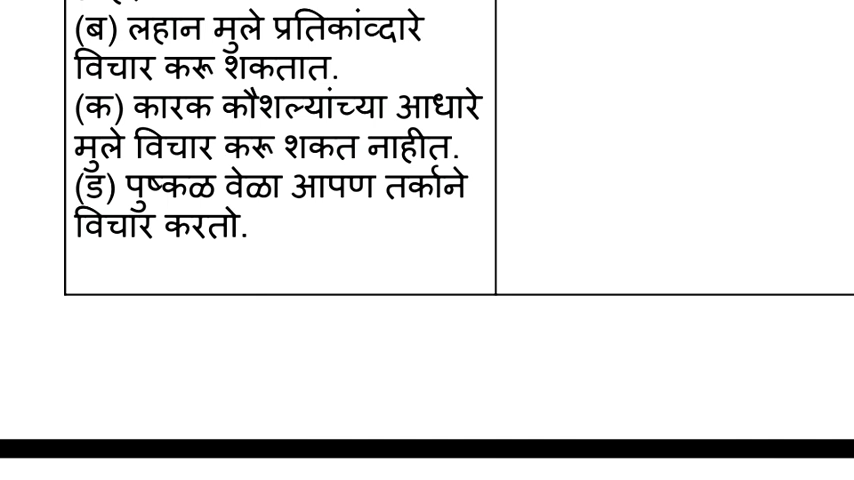 (ब) लहान मुले प्रतिकांव्दारे
विचार करू शकतात.
(क) कारक कौशल्यांच्या आधारे
मुले विचार करू शकत नाहीत.
(ड) पुष्कळ वेळा आपण तर्काने
विचार करतो.